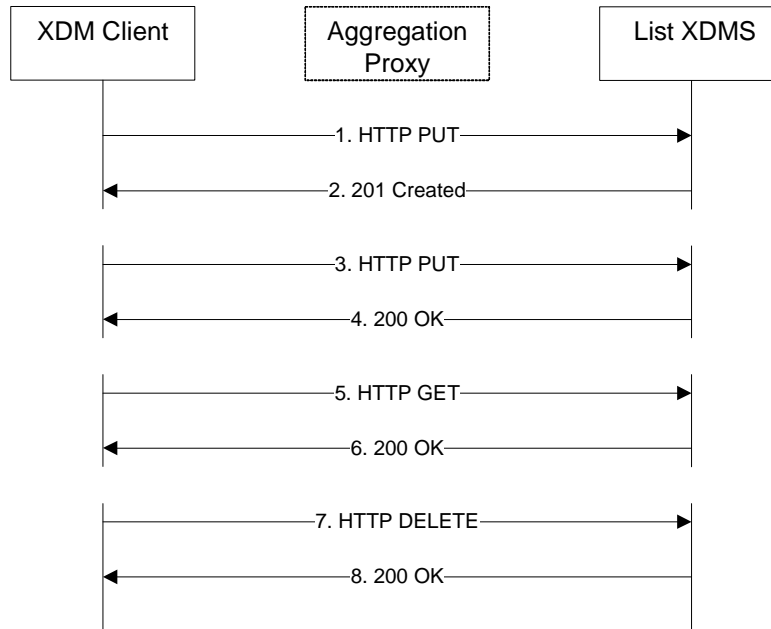 XDM Client
Aggregation
Proxy
List XDMS
1. HTTP PUT
2. 201 Created
3. HTTP PUT
4. 200 OK
5. HTTP GET
6. 200 OK
7. HTTP DELETE
8. 200 OK